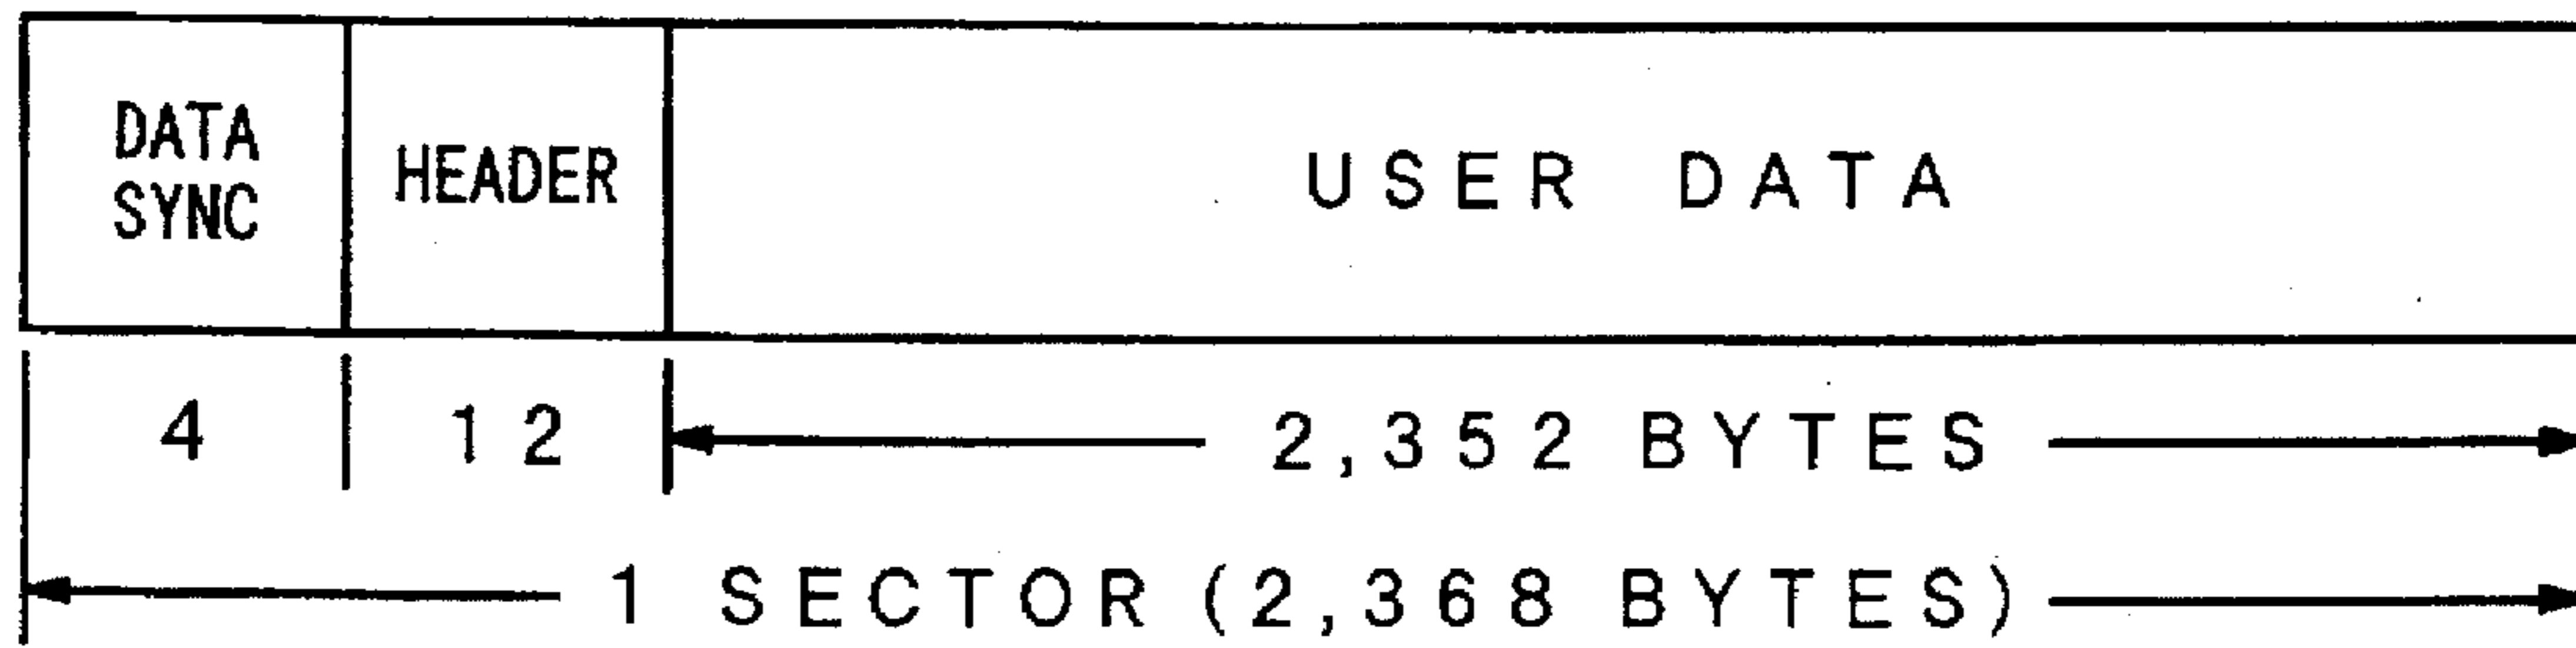 DATA
SYNC
HEADER
USER DATA
4
12
2,352 BYTES
1 SECTOR (2,368 BYTES)